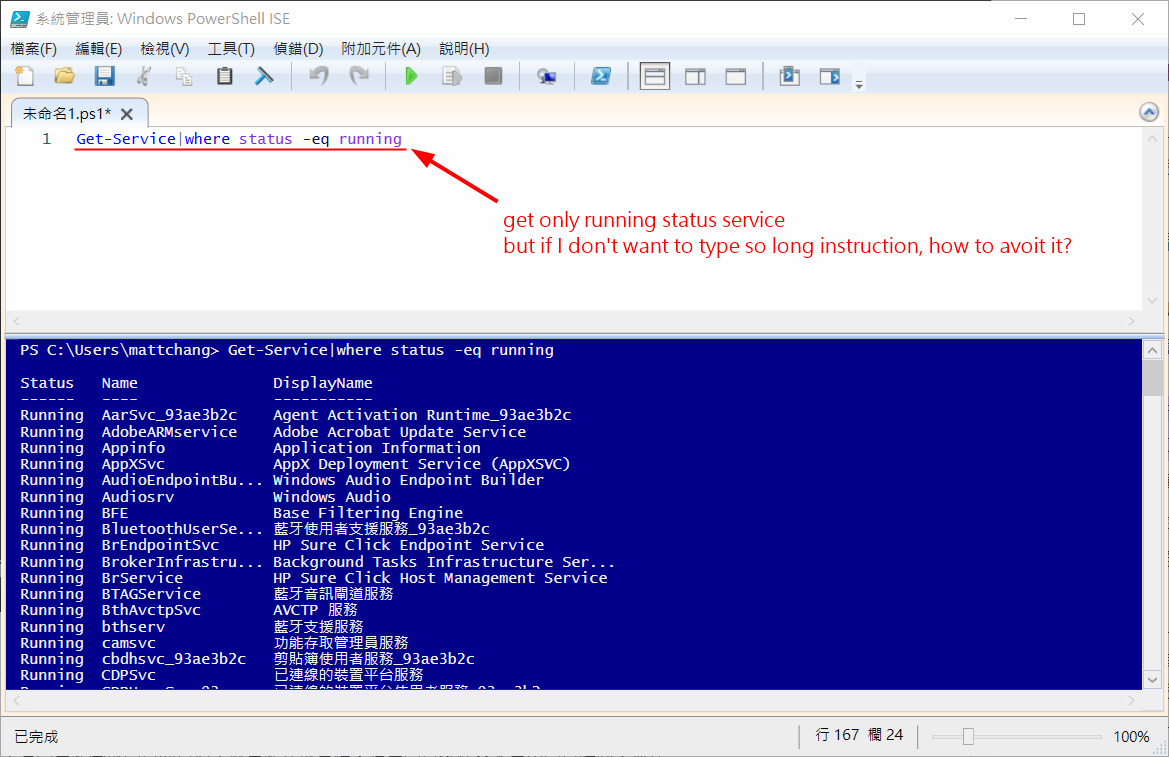 系統管理員: Windows PowerShell ISE
檔案(F) 編輯(E) 檢視(V) 工具(T) 偵錯(D) 附加元件(A) 說明(H)
未命名1.ps1*
1 Get-Service|where status -eq running
get only running status service
but if I don't want to type so long instruction, how to avoit it?
PS C:\Users\mattchang> Get-Service|where status -eq running
Status Name DisplayName
------ ---- -----------
Running AarSvc_93ae3b2c Agent Activation Runtime_93ae3b2c
Running AdobeARMservice Adobe Acrobat Update Service
Running Appinfo Application Information
Running AppXSvc AppX Deployment Service (AppXSVC)
Running AudioEndpointBu... Windows Audio Endpoint Builder
Running Audiosrv Windows Audio
Running BFE Base Filtering Engine
Running BluetoothUserSe... 藍牙使用者支援服務_93ae3b2c
Running BrEndpointSvc HP Sure Click Endpoint Service
Running BrokerInfrastru... Background Tasks Infrastructure Ser...
Running BrService HP Sure Click Host Management Service
Running BTAGService 藍牙音訊閘道服務
Running BthAvctpSvc AVCTP 服務
Running bthserv 藍牙支援服務
Running camsvc 功能存取管理員服務
Running cbdhsvc_93ae3b2c 剪貼簿使用者服務_93ae3b2c
Running CDPSvc 已連線的裝置平台服務
已完成
行 167 欄 24
100%